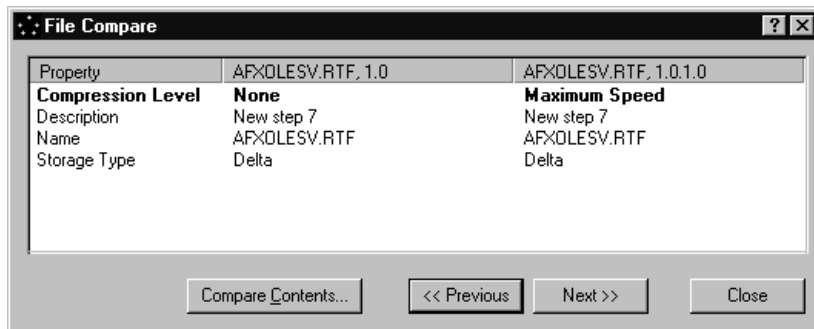 File Compare
Property AFXOLESV.RTF, 1.0 AFXOLESV.RTF, 1.0.1.0
Compression Level None Maximum Speed
Description New step 7 New step 7
Name AFXOLESV.RTF AFXOLESV.RTF
Storage Type Delta Delta
Compare Contents... << Previous Next >> Close